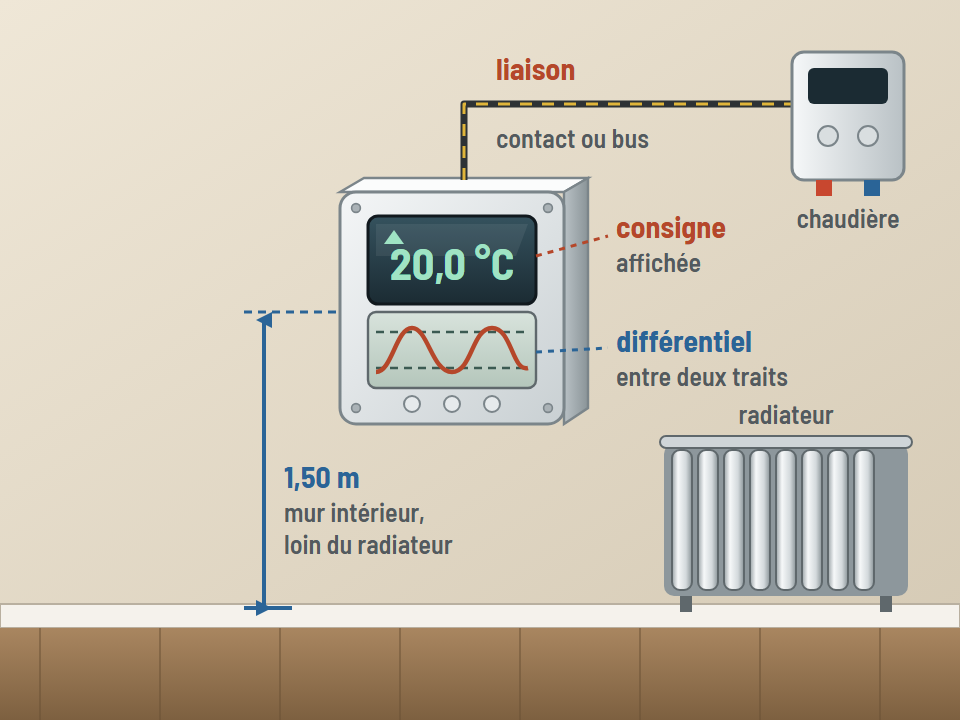 liaison
contact ou bus
chaudière
20,0 °C
consigne
affichée
différentiel
entre deux traits
radiateur
1,50 m
mur intérieur,
loin du radiateur